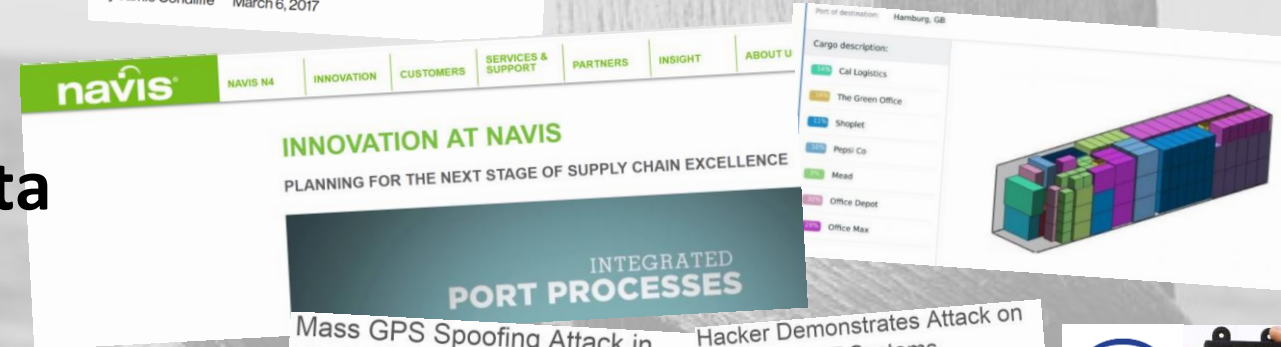 March 6, 2017
navis
NAVIS N4
INNOVATION
CUSTOMERS
SERVICES &
SUPPORT
PARTNERS
INSIGHT
ABOUT U
INNOVATION AT NAVIS
PLANNING FOR THE NEXT STAGE OF SUPPLY CHAIN EXCELLENCE
INTEGRATED
PORT PROCESSES
ta
Port of destination: Hamburg, GB
Cargo description:
Cal Logistics
The Green Office
11% Shoplet
Pepsi Co
Mead
Office Depot
Office Max
Mass GPS Spoofing Attack in
Hacker Demonstrates Attack on